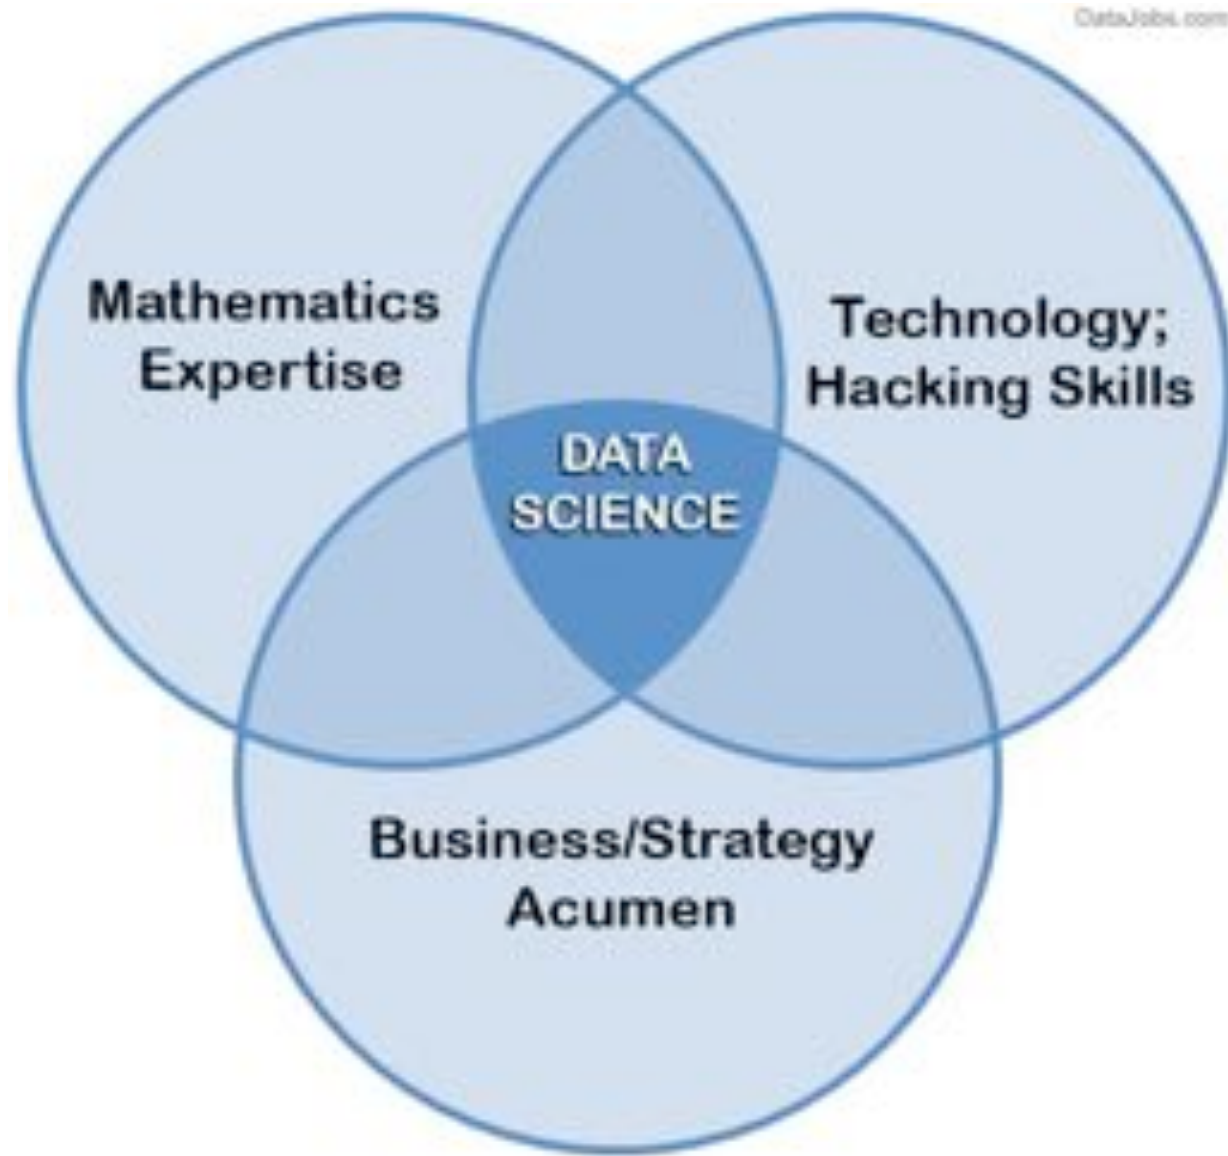 DataJobs.com
Mathematics
Expertise
Technology;
Hacking Skills
DATA
SCIENCE
Business/Strategy
Acumen